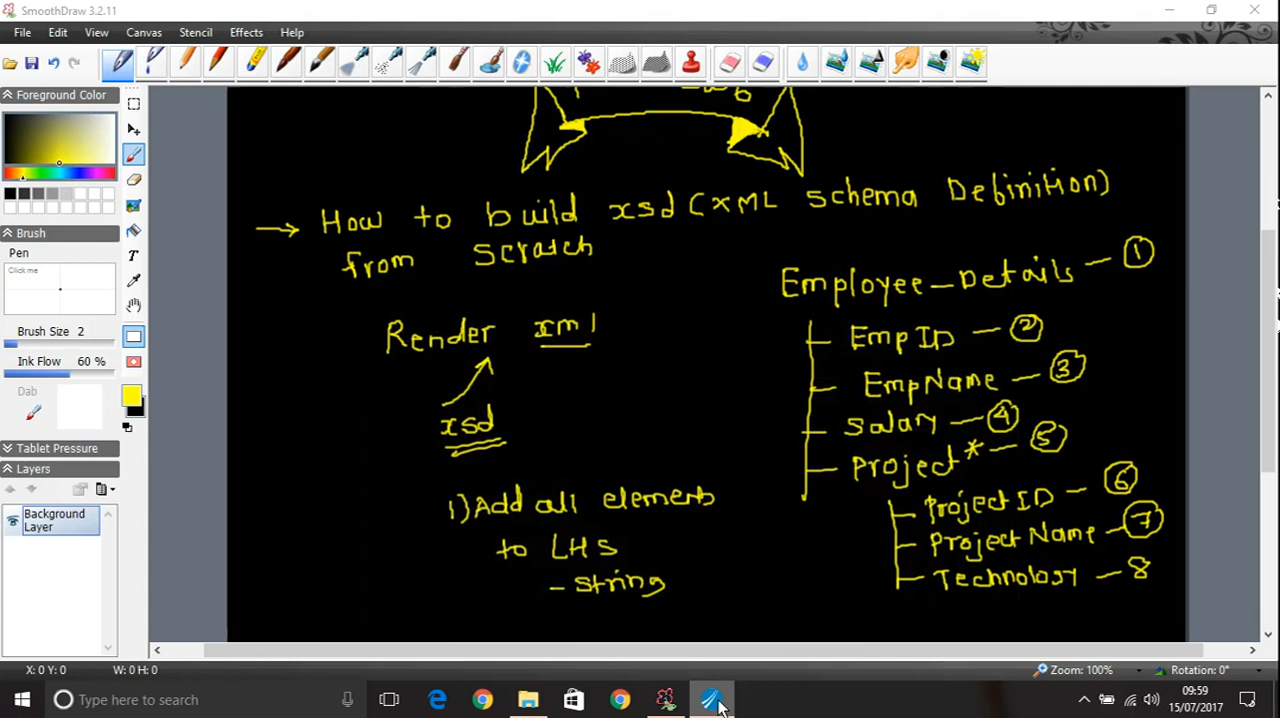 SmoothDraw 3.2.11
File Edit View Canvas Stencil Effects Help
Foreground Color
Brush
Pen
Click me
Brush Size 2
Ink Flow 60 %
Dab
Tablet Pressure
Layers
Background
Layer
→ How to build xsd (XML Schema Definition)
from scratch
Render xml
xsd
1) Add all elements
to LHS
- string
Employee_Details - 1
EmpID - 2
EmpName - 3
Salary - 4
Project* - 5
ProjectID - 6
ProjectName - 7
Technology - 8
X: 0 Y: 0 W: 0 H: 0
Zoom: 100% Rotation: 0°
Type here to search
09:59
15/07/2017